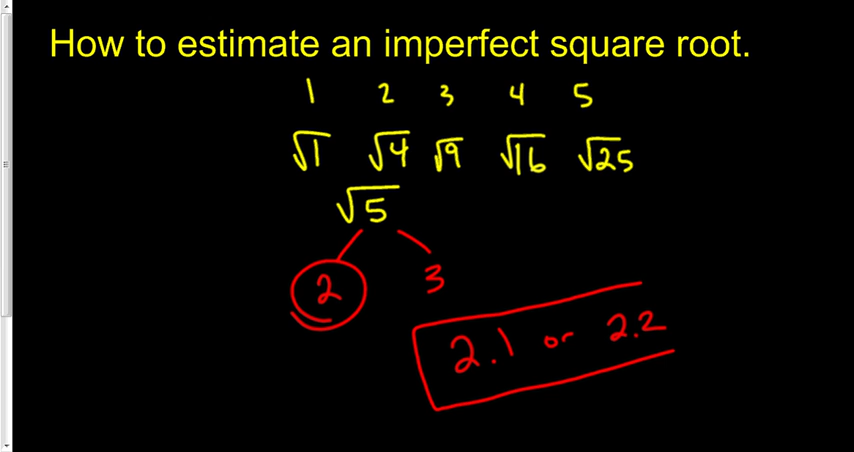 How to estimate an imperfect square root.
1 2 3 4 5
√1 √4 √9 √16 √25
√5
2 3
2.1 or 2.2